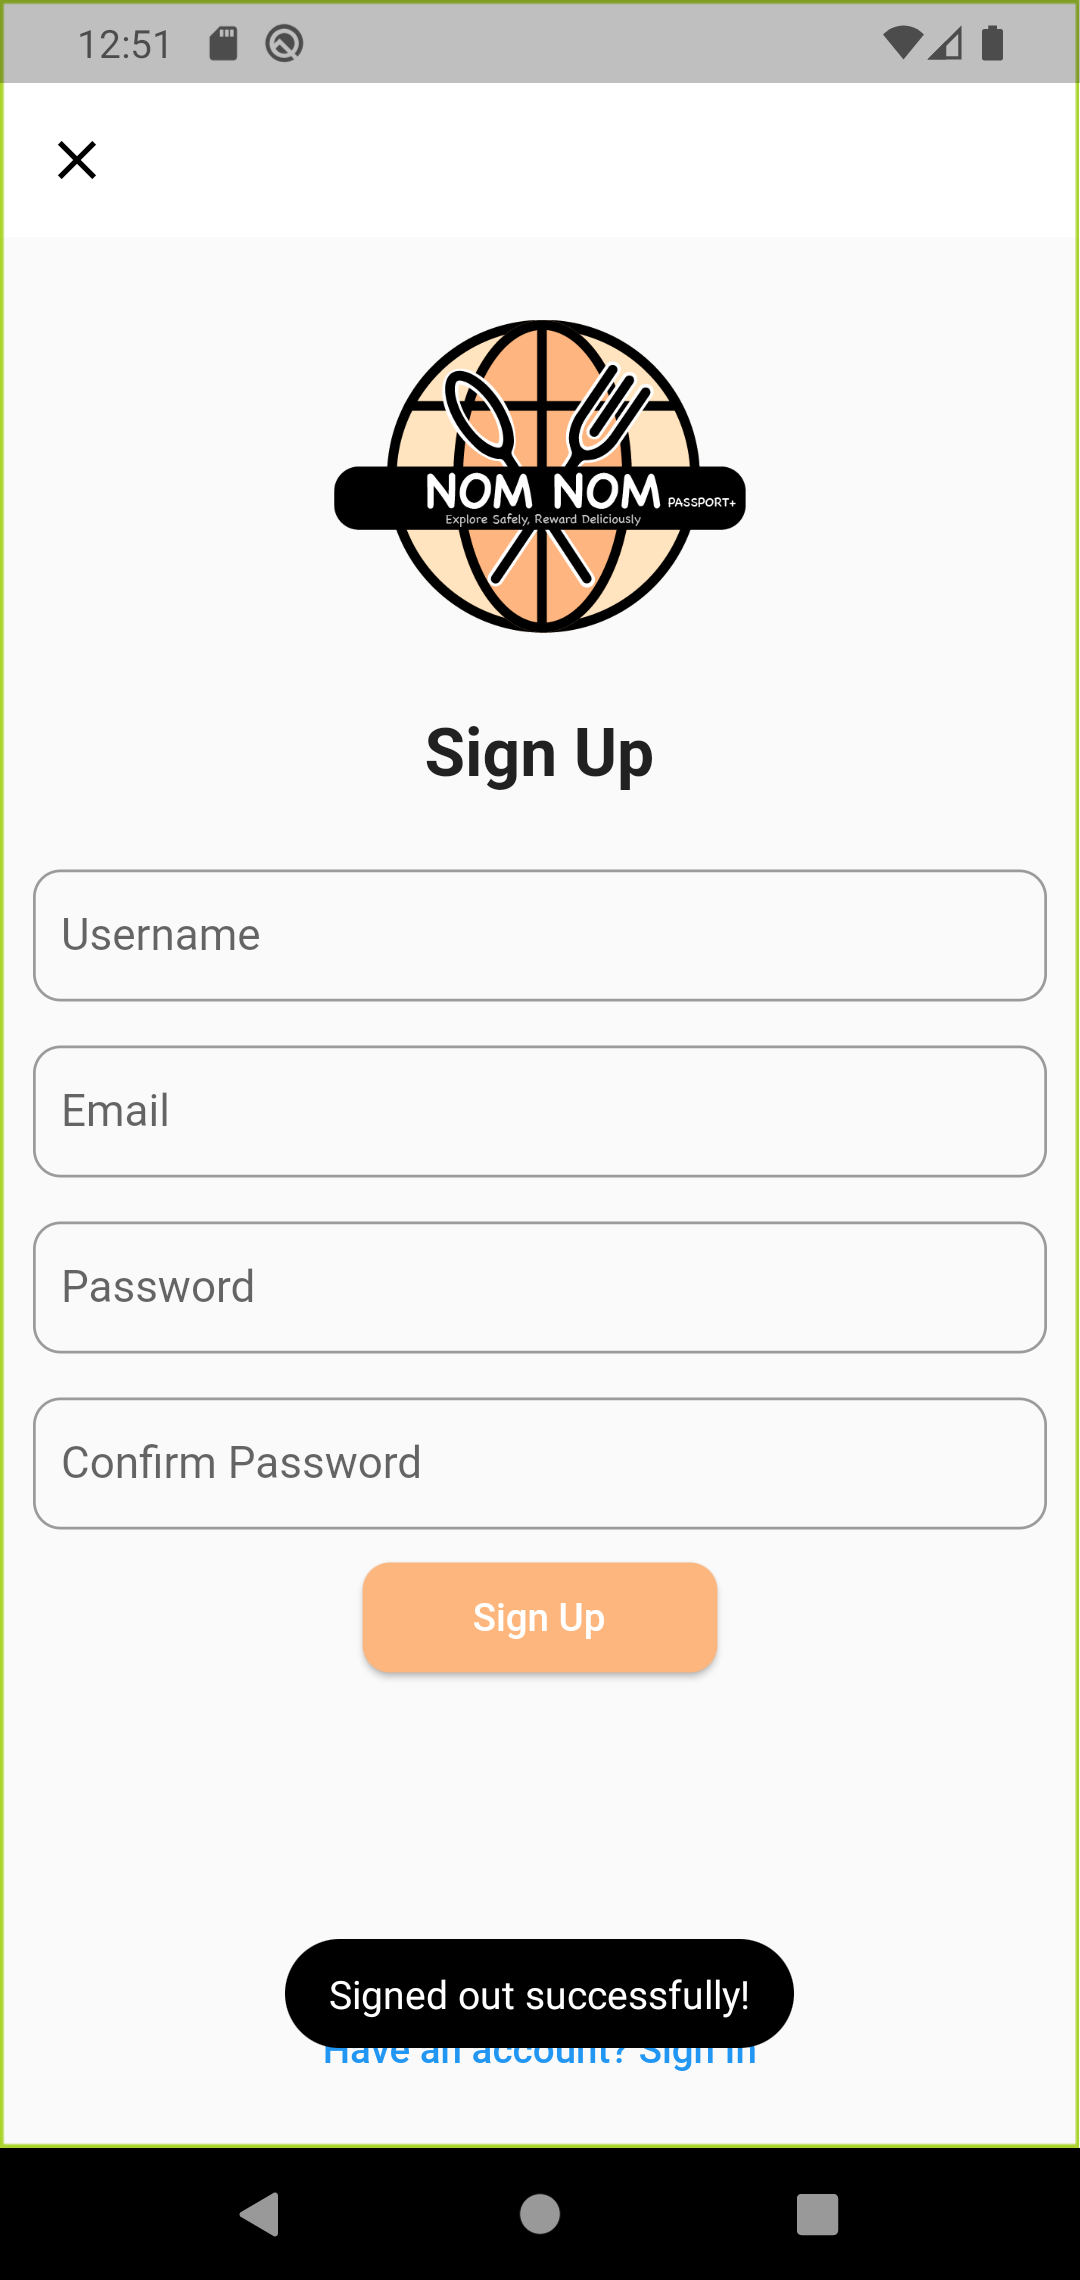 12:51
NOM NOM PASSPORT+
Explore Safely, Reward Deliciously
Sign Up
Username
Email
Password
Confirm Password
Sign Up
Signed out successfully!
Have an account? Sign In